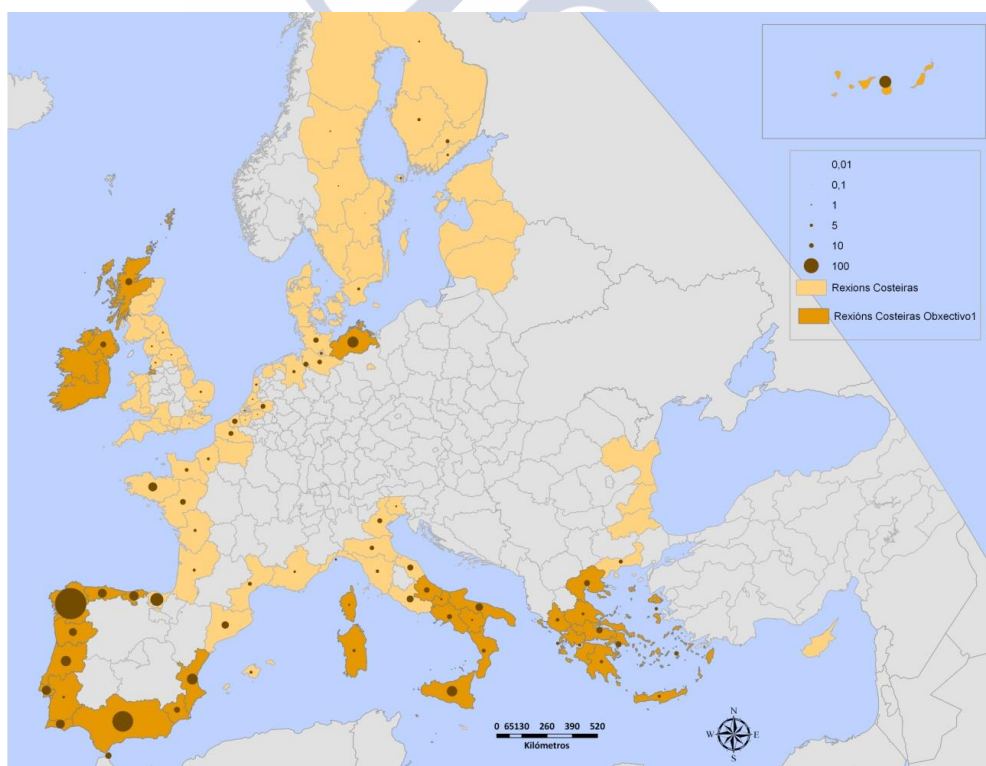 0,01
0,1
1
5
10
100
Rexions Costeiras
Rexións Costeiras Obxectivo1
0 65130 260 390 520
Kilómetros
N
W E
S